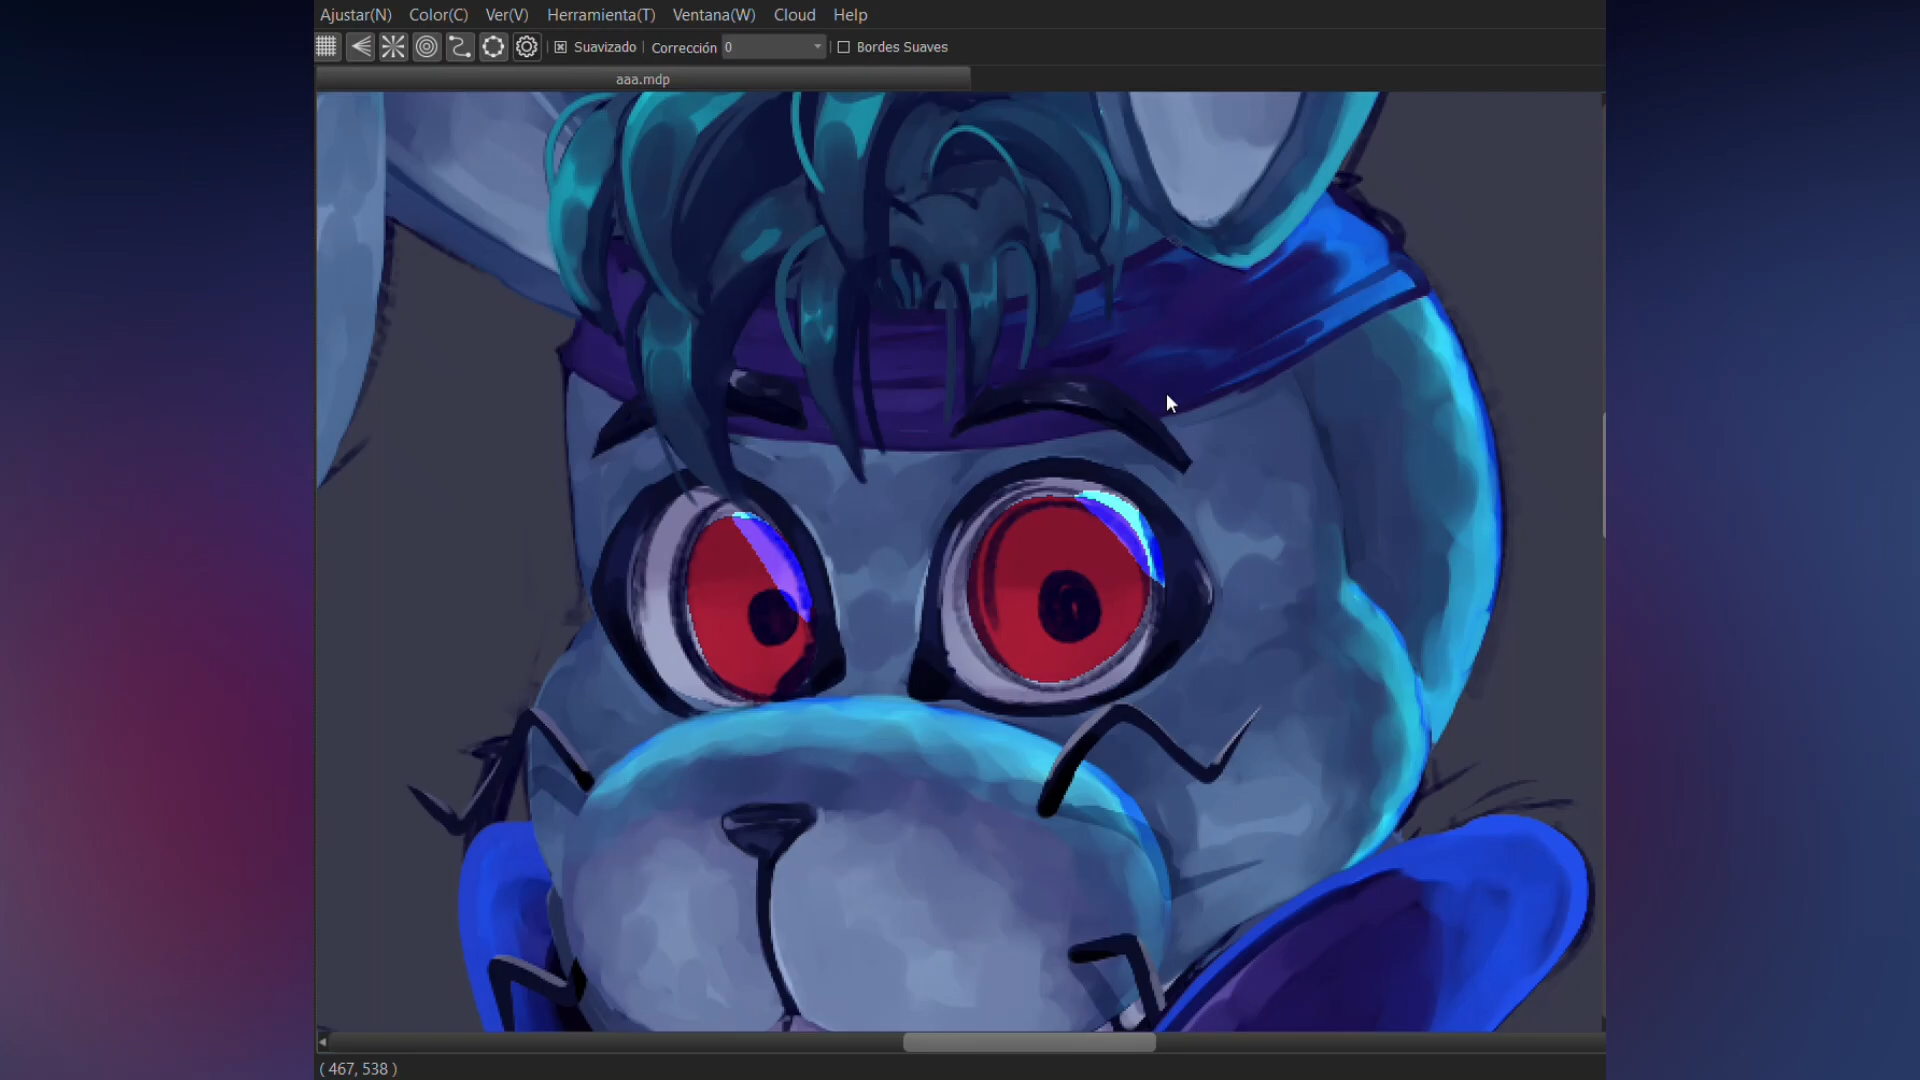 Ajustar(N) Color(C) Ver(V) Herramienta(T) Ventana(W) Cloud Help
Suavizado Corrección 0 Bordes Suaves
aaa.mdp
( 467, 538 )